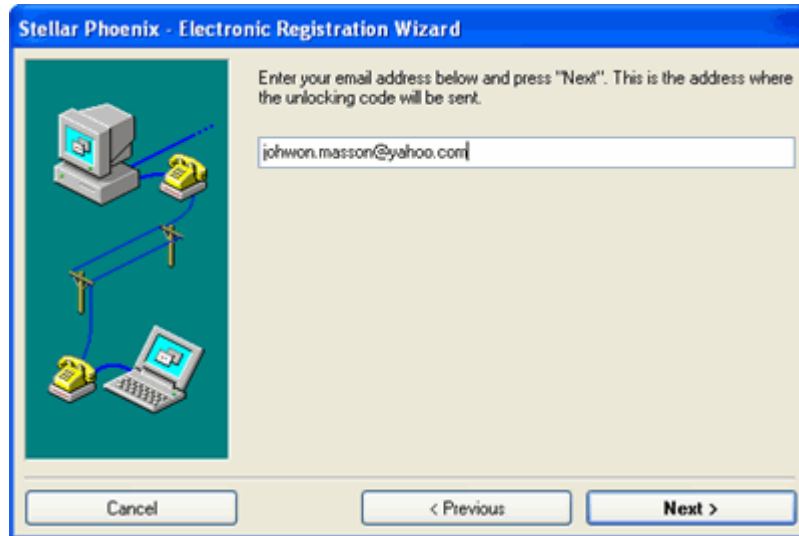 Stellar Phoenix - Electronic Registration Wizard
Enter your email address below and press "Next". This is the address where
the unlocking code will be sent.
johwon.masson@yahoo.com
Cancel
< Previous
Next >